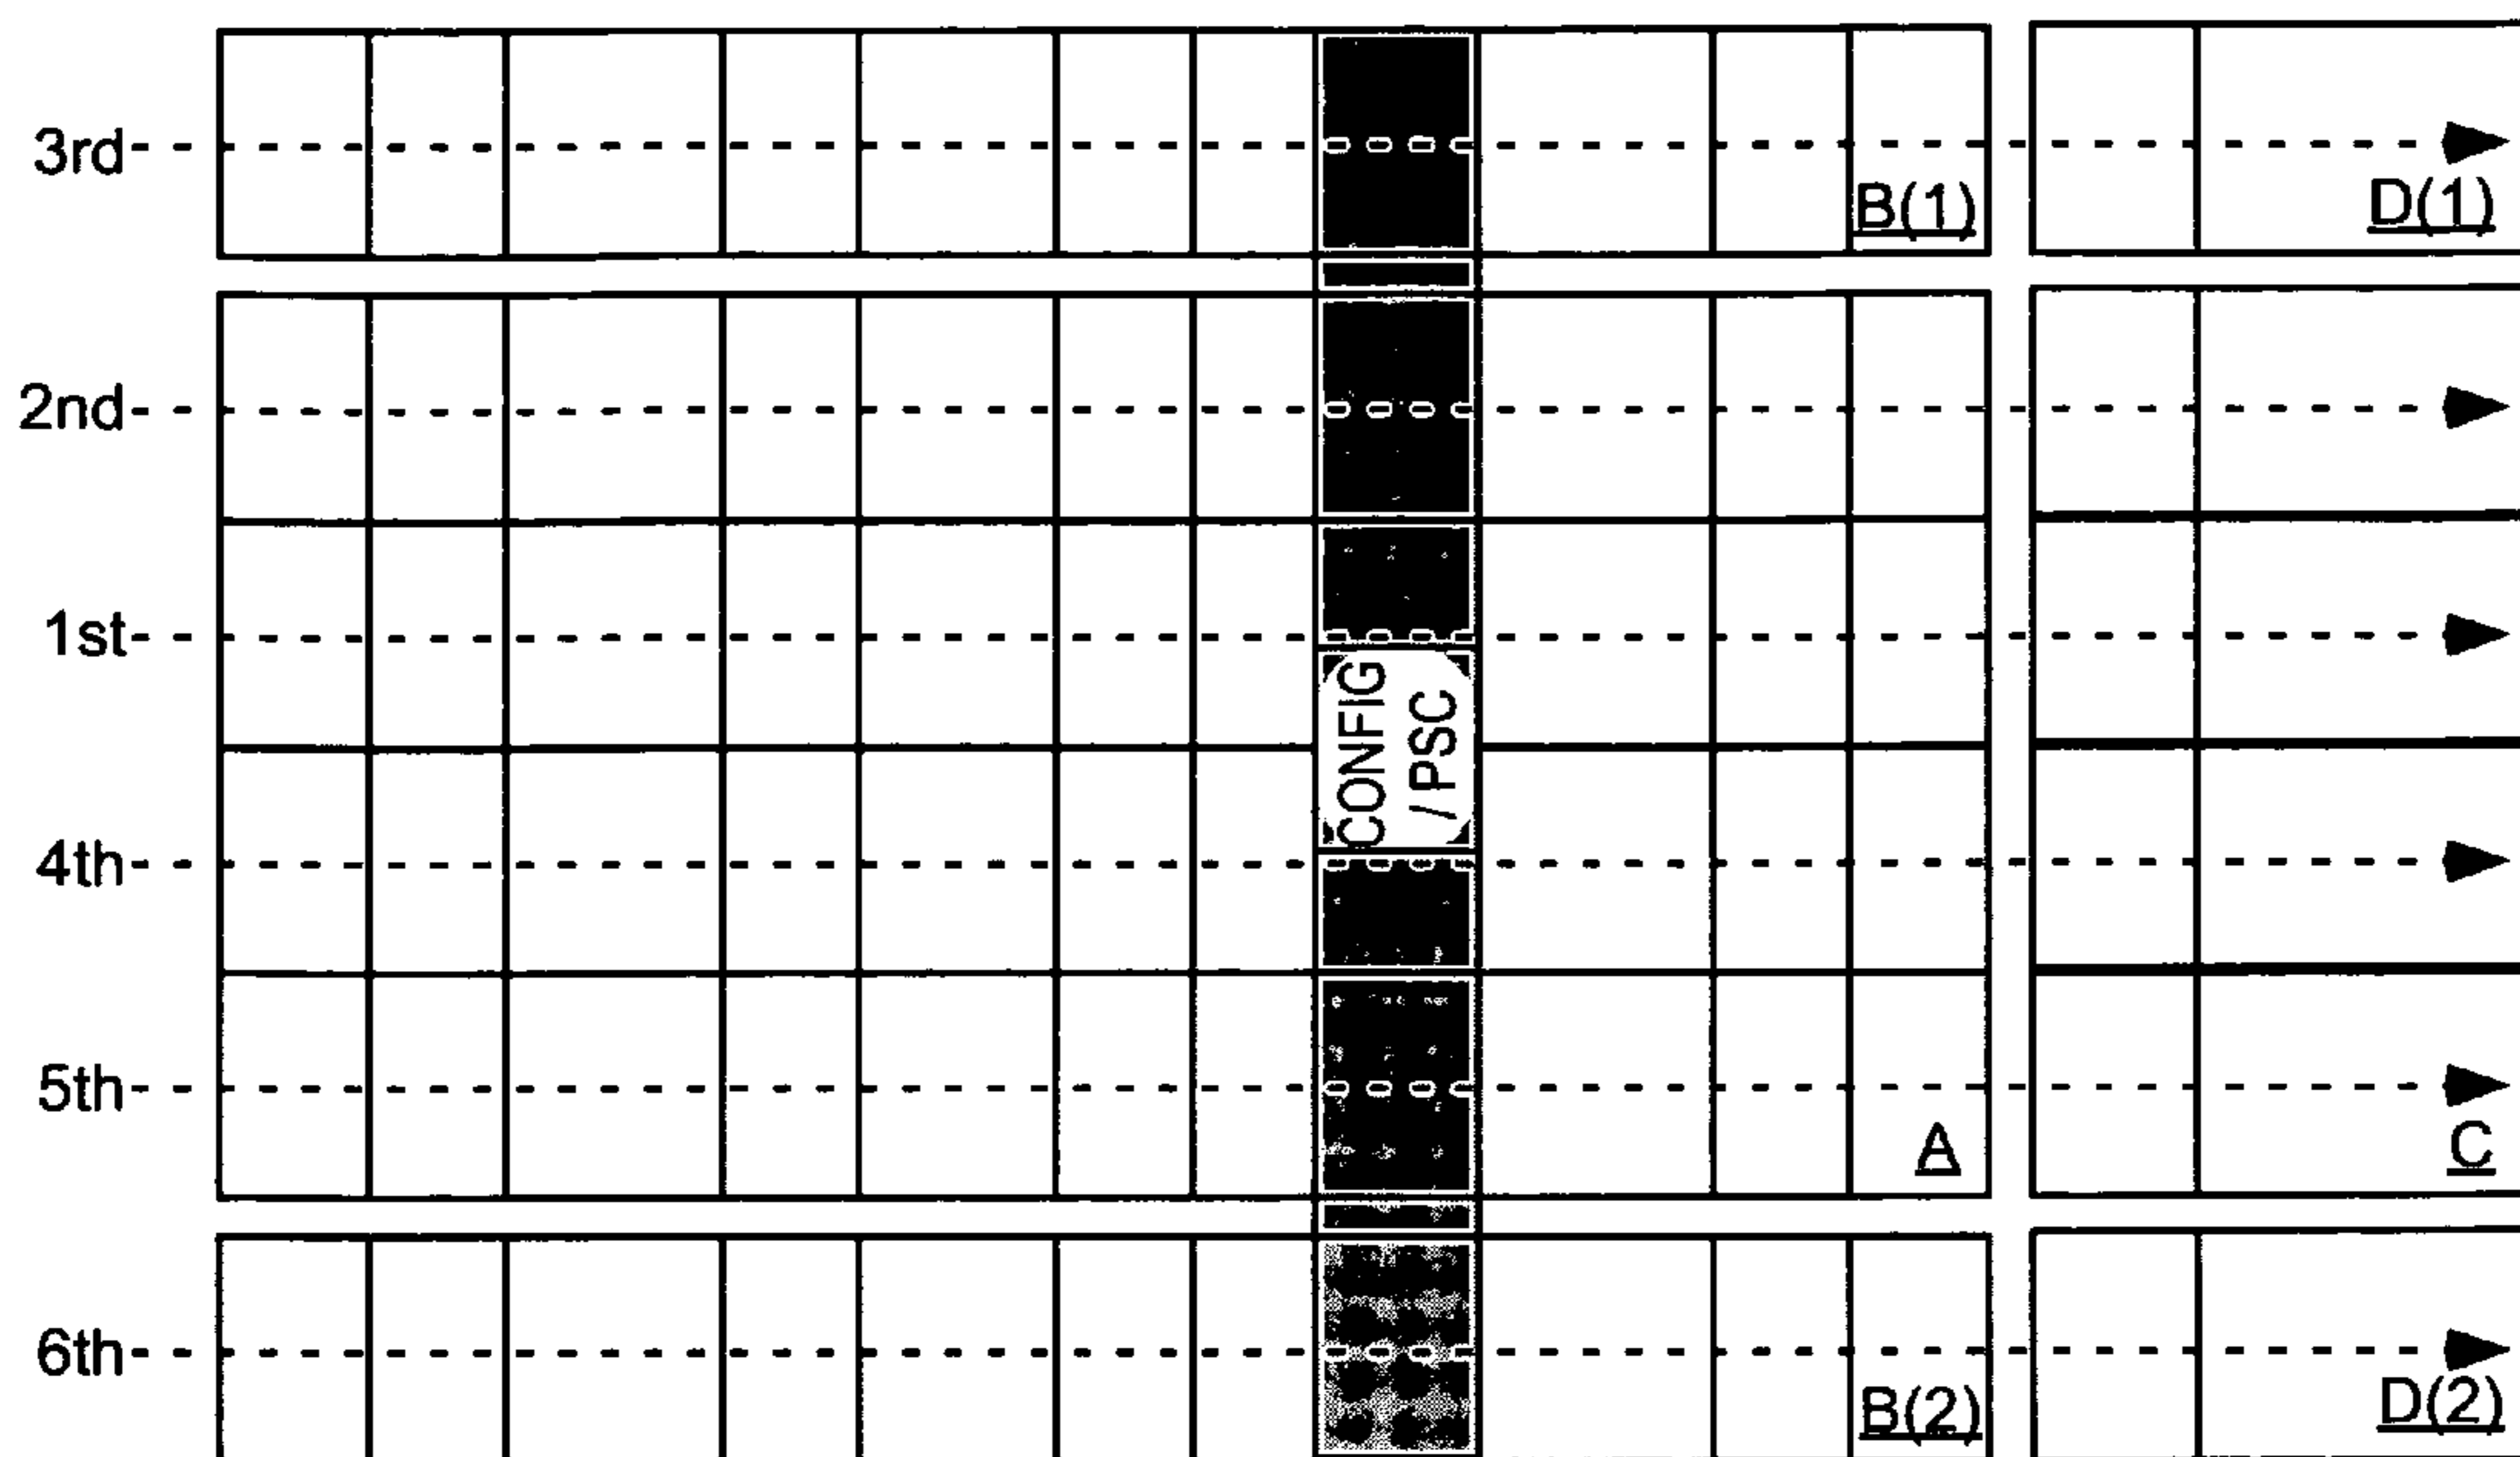 3rd
B(1)
D(1)
2nd
1st
CONFIG
/ PSC
4th
5th
A
C
6th
B(2)
D(2)